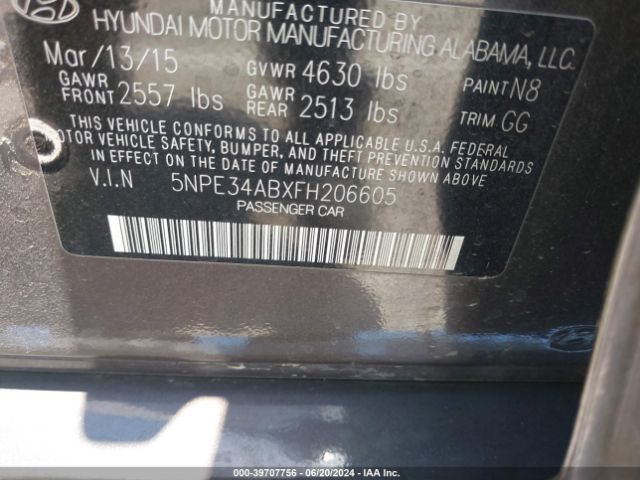 MANUFACTURED BY
HYUNDAI MOTOR MANUFACTURING ALABAMA, LLC.
Mar/13/15 GVWR 4630 lbs PAINT N8
GAWR FRONT 2557 lbs GAWR REAR 2513 lbs TRIM GG
THIS VEHICLE CONFORMS TO ALL APPLICABLE U.S.A. FEDERAL
MOTOR VEHICLE SAFETY, BUMPER, AND THEFT PREVENTION STANDARDS
IN EFFECT ON THE DATE OF MANUFACTURE SHOWN ABOVE.
V.I.N 5NPE34ABXFH206605
PASSENGER CAR
000-39707756 - 06/20/2024 - IAAI.COM